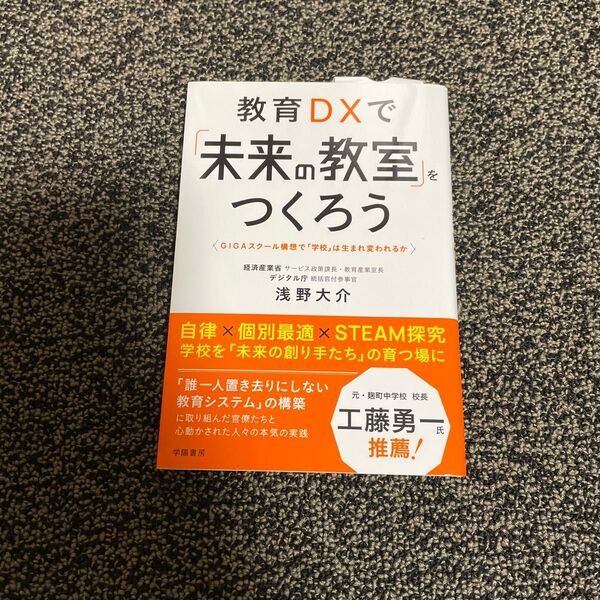 教育DXで
「未来の教室」を
つくろう
〈GIGAスクール構想で「学校」は生まれ変われるか〉
経済産業省 サービス政策課長・教育産業室長
デジタル庁 統括官付参事官
浅野大介
自律×個別最適×STEAM探究
学校を「未来の創り手たち」の育つ場に
「誰一人置き去りにしない
教育システム」の構築
に取り組んだ官僚たちと
心動かされた人々の本気の実践
学陽書房
元・麹町中学校 校長
工藤勇一氏
推薦!